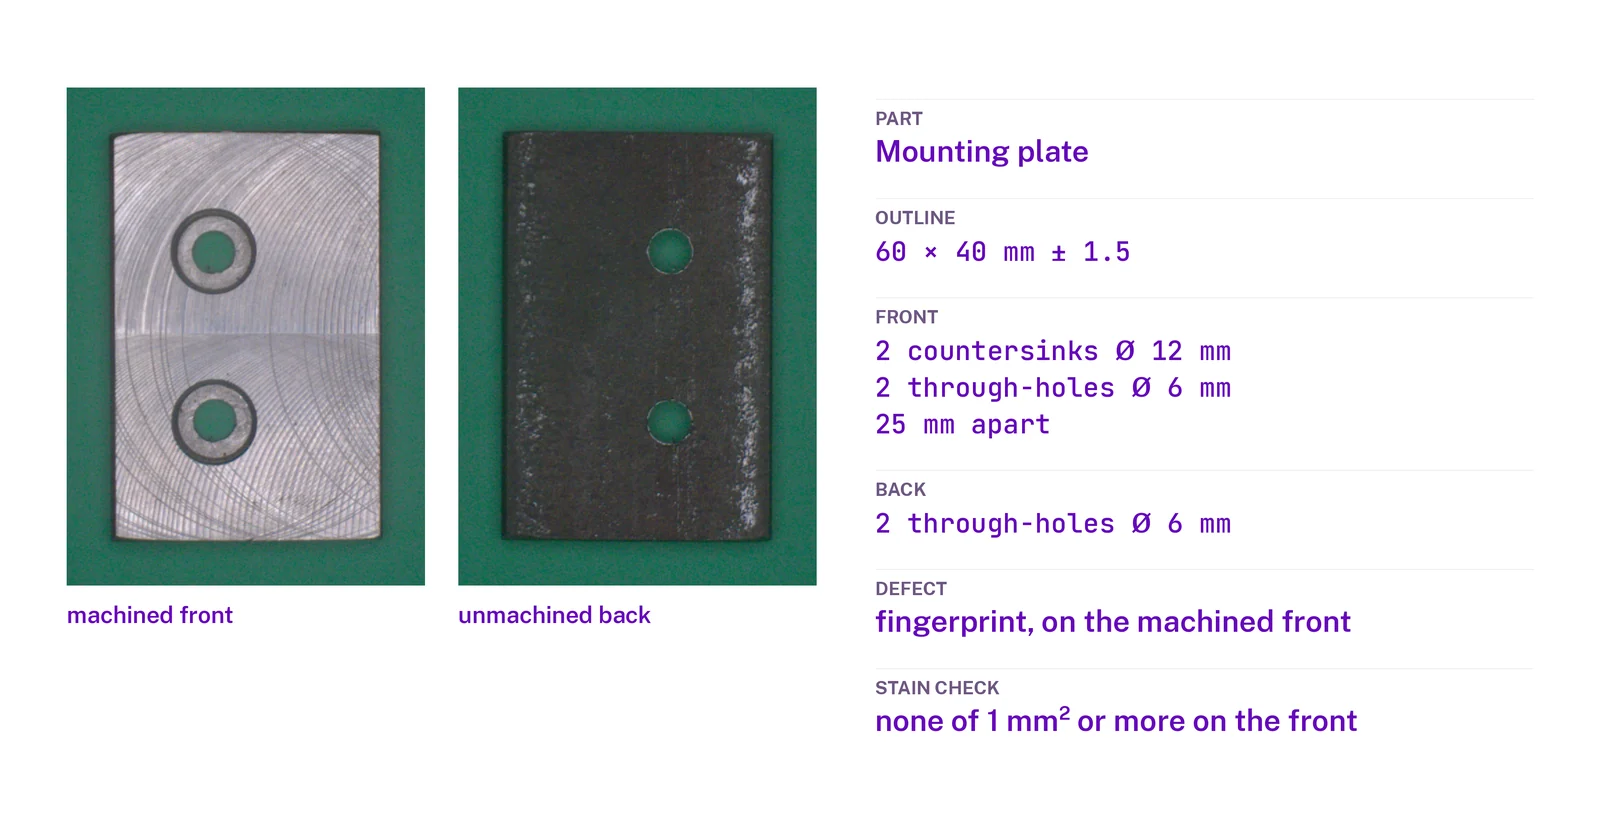 machined front
unmachined back
PART
Mounting plate
OUTLINE
60 × 40 mm ± 1.5
FRONT
2 countersinks Ø 12 mm
2 through-holes Ø 6 mm
25 mm apart
BACK
2 through-holes Ø 6 mm
DEFECT
fingerprint, on the machined front
STAIN CHECK
none of 1 mm² or more on the front